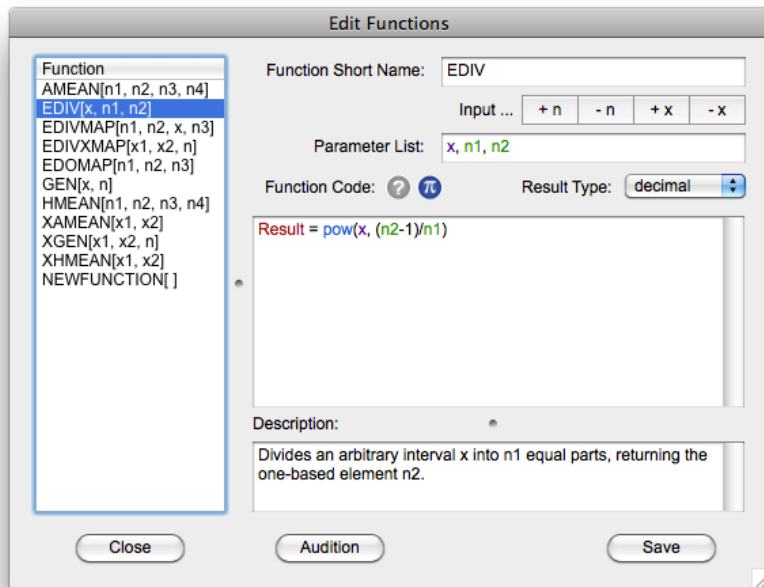 Edit Functions
Function
AMEAN[n1, n2, n3, n4]
EDIV[x, n1, n2]
EDIVMAP[n1, n2, x, n3]
EDIVXMAP[x1, x2, n]
EDOMAP[n1, n2, n3]
GEN[x, n]
HMEAN[n1, n2, n3, n4]
XAMEAN[x1, x2]
XGEN[x1, x2, n]
XHMEAN[x1, x2]
NEWFUNCTION[ ]
Function Short Name: EDIV
Input ... + n - n + x - x
Parameter List: x, n1, n2
Function Code: ? π Result Type: decimal
Result = pow(x, (n2-1)/n1)
Description:
Divides an arbitrary interval x into n1 equal parts, returning the
one-based element n2.
Close Audition Save